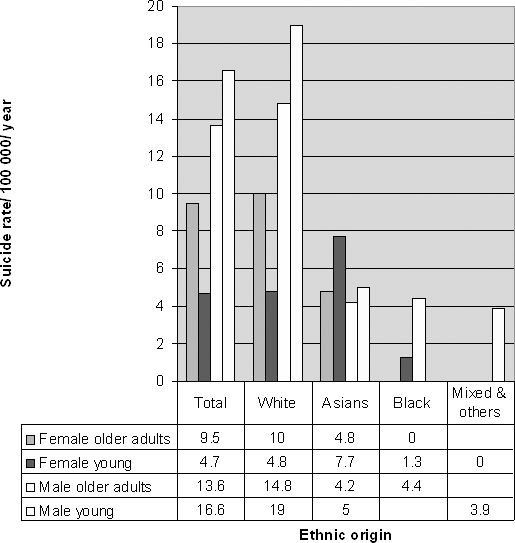 Suicide rate/ 100 000/ year
20
18
16
14
12
10
8
6
4
2
0
Total White Asians Black Mixed & others
Female older adults 9.5 10 4.8 0
Female young 4.7 4.8 7.7 1.3 0
Male older adults 13.6 14.8 4.2 4.4
Male young 16.6 19 5 3.9
Ethnic origin